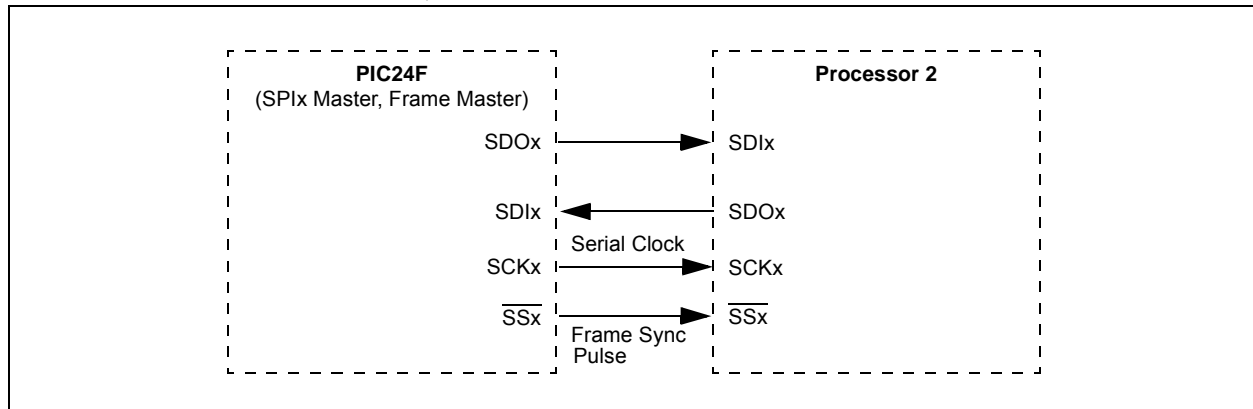 PIC24F
(SPIx Master, Frame Master)
Processor 2
SDOx
SDIx
SDIx
SDOx
Serial Clock
SCKx
SCKx
SSx
SSx
Frame Sync
Pulse